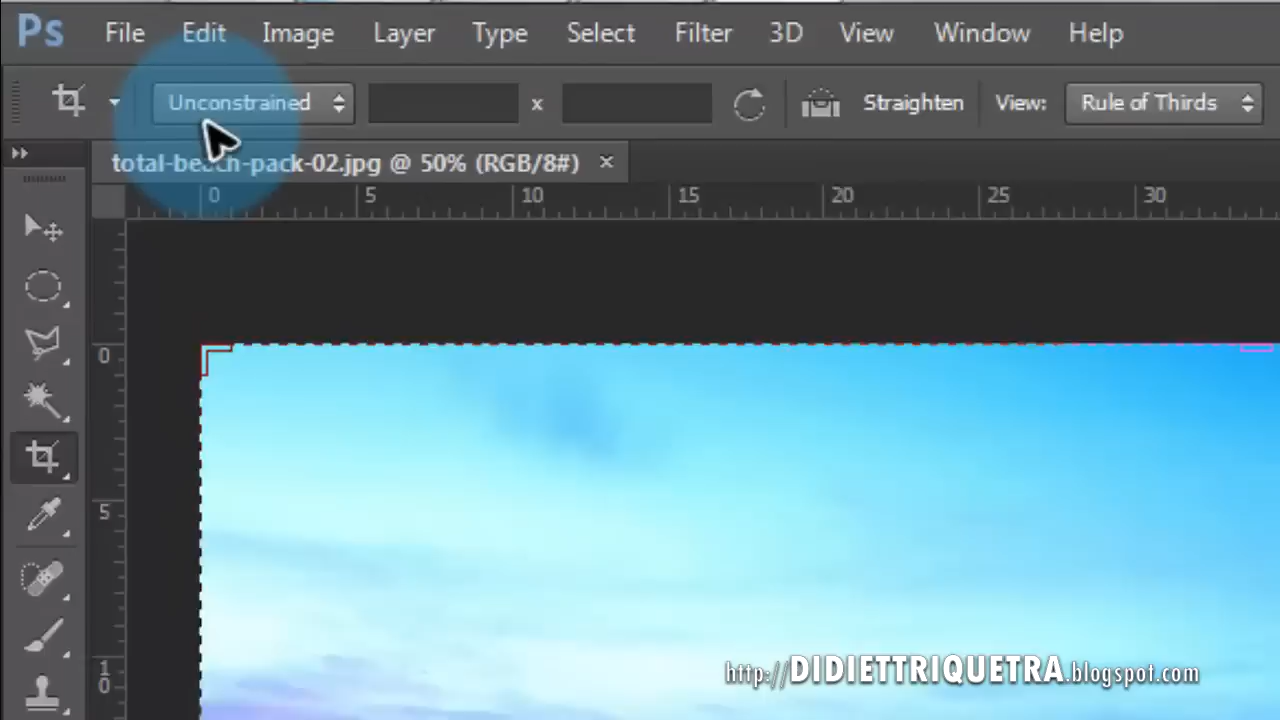 Ps File Edit Image Layer Type Select Filter 3D View Window Help
Unconstrained x Straighten View: Rule of Thirds
total-beach-pack-02.jpg @ 50% (RGB/8#) ×
0 5 10 15 20 25 30
0
5
10
http://DIDIETTRIQUETRA.blogspot.com